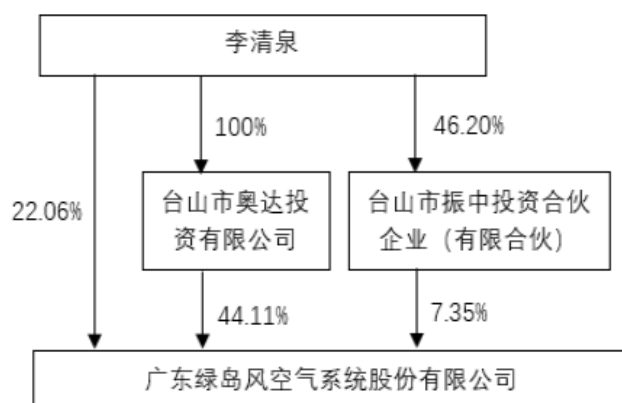 李清泉
100%
46.20%
22.06%
台山市奥达投
资有限公司
台山市振中投资合伙
企业（有限合伙）
44.11%
7.35%
广东绿岛风空气系统股份有限公司